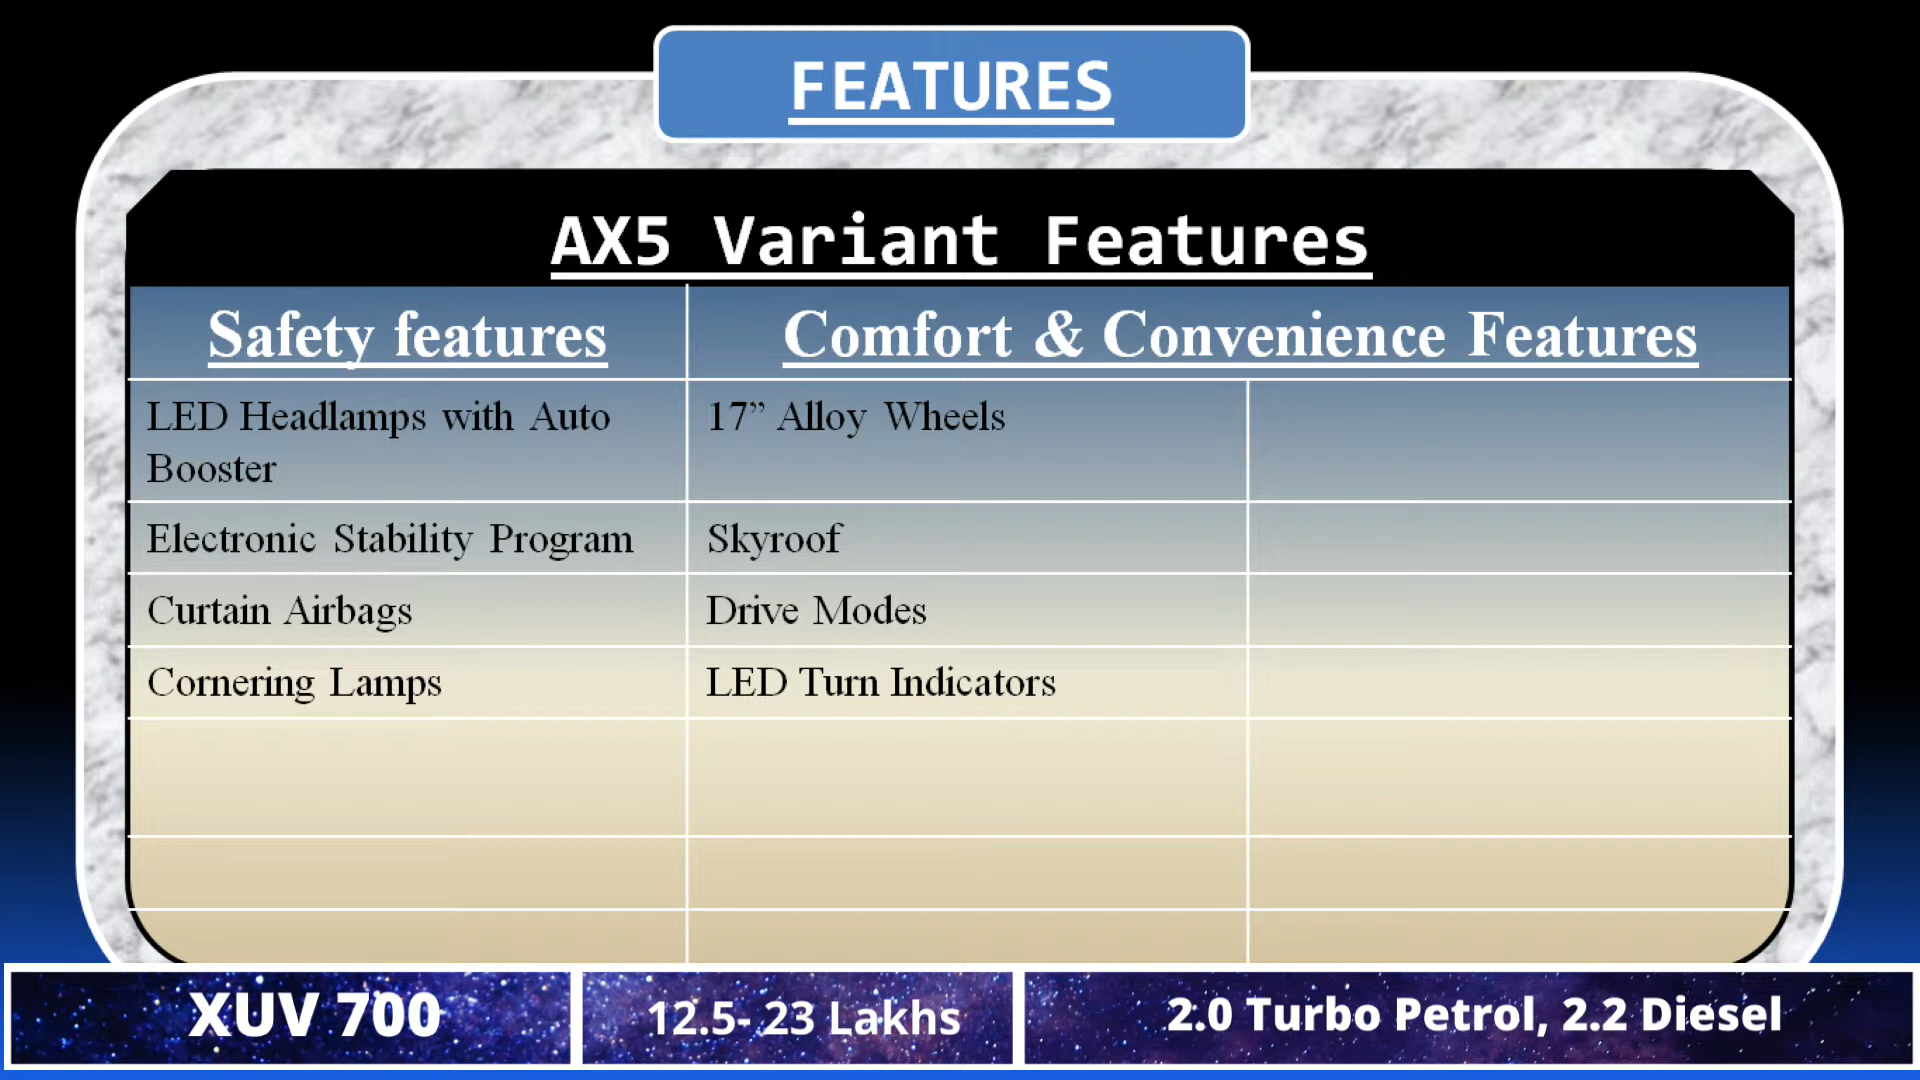 FEATURES
AX5 Variant Features
Safety features
Comfort & Convenience Features
LED Headlamps with Auto
Booster
17” Alloy Wheels
Electronic Stability Program
Skyroof
Curtain Airbags
Drive Modes
Cornering Lamps
LED Turn Indicators
XUV 700
12.5- 23 Lakhs
2.0 Turbo Petrol, 2.2 Diesel